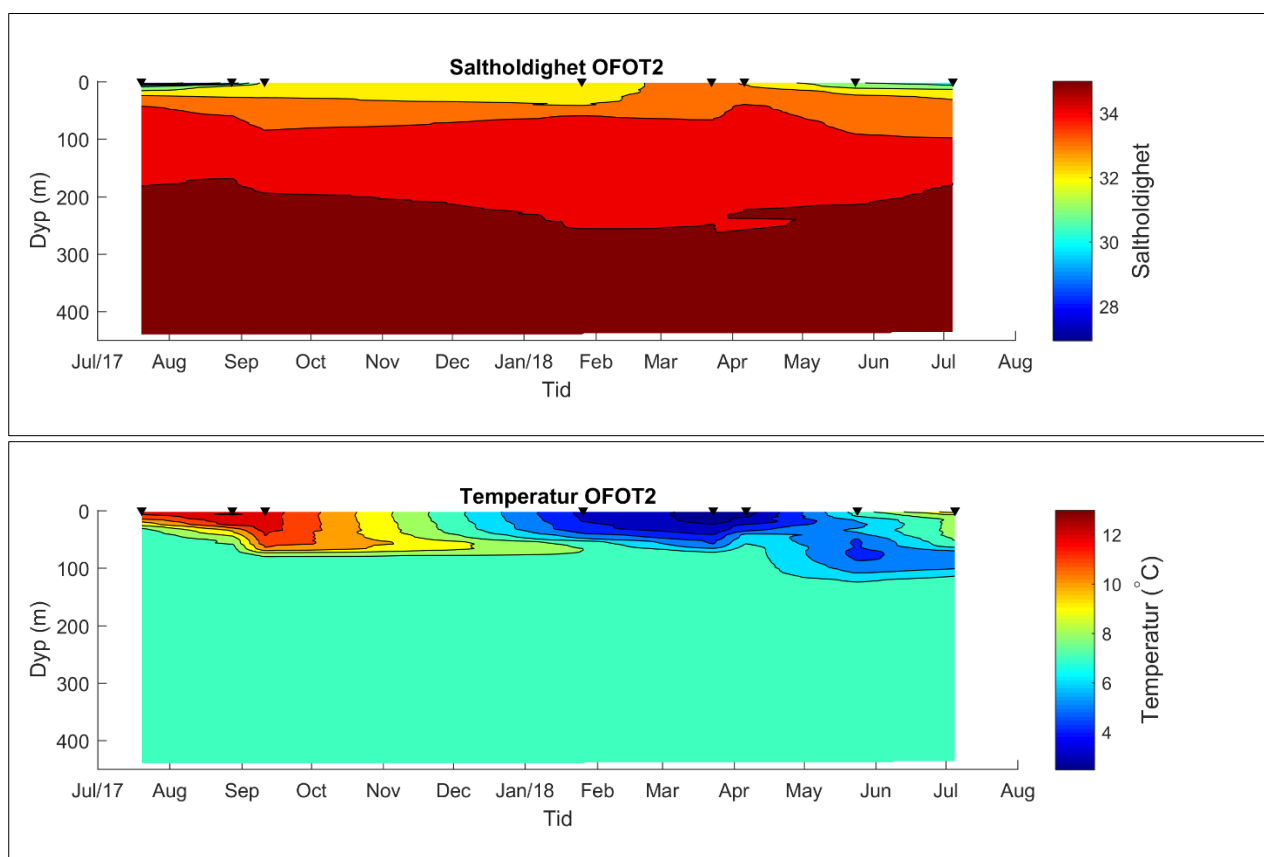 Saltholdighet OFOT2
0
100
200
300
400
Dyp (m)
Jul/17 Aug Sep Oct Nov Dec Jan/18 Feb Mar Apr May Jun Jul Aug
Tid
34
32
30
28
Saltholdighet
Temperatur OFOT2
0
100
200
300
400
Dyp (m)
Jul/17 Aug Sep Oct Nov Dec Jan/18 Feb Mar Apr May Jun Jul Aug
Tid
12
10
8
6
4
Temperatur (°C)